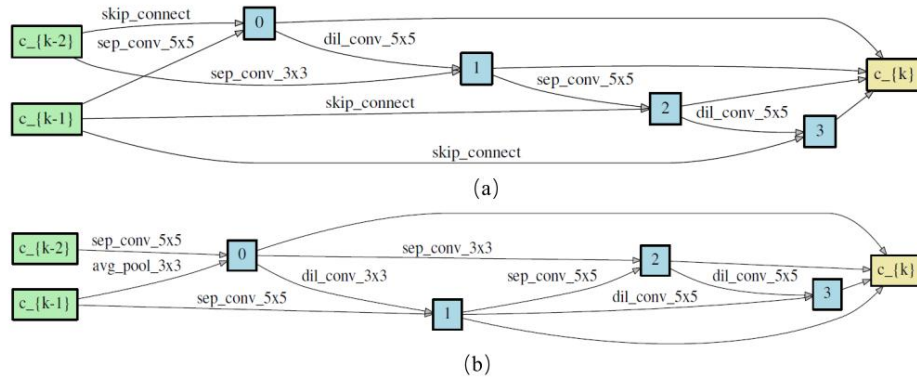 skip_connect
c_{k-2}
0
sep_conv_5x5
dil_conv_5x5
sep_conv_3x3
1
c_{k}
sep_conv_5x5
c_{k-1}
skip_connect
2
dil_conv_5x5
3
skip_connect
(a)
c_{k-2}
sep_conv_5x5
0
sep_conv_3x3
2
c_{k}
avg_pool_3x3
dil_conv_3x3
sep_conv_5x5
dil_conv_5x5
3
c_{k-1}
sep_conv_5x5
1
dil_conv_5x5
(b)